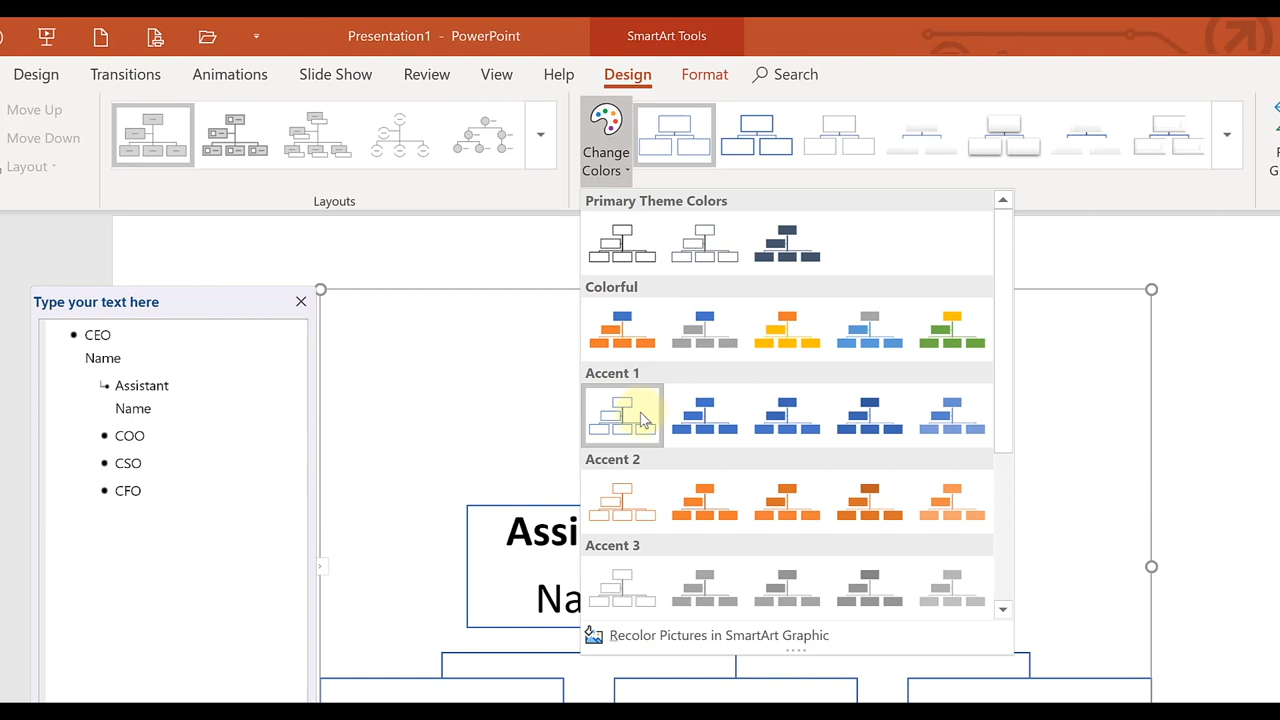 Presentation1 - PowerPoint
SmartArt Tools
Design Transitions Animations Slide Show Review View Help Design Format Search
Move Up
Move Down
Layout
Change
Colors
Layouts
Primary Theme Colors
Colorful
Accent 1
Accent 2
Accent 3
Recolor Pictures in SmartArt Graphic
Type your text here
CEO
Name
Assistant
Name
COO
CSO
CFO
Assi
Na